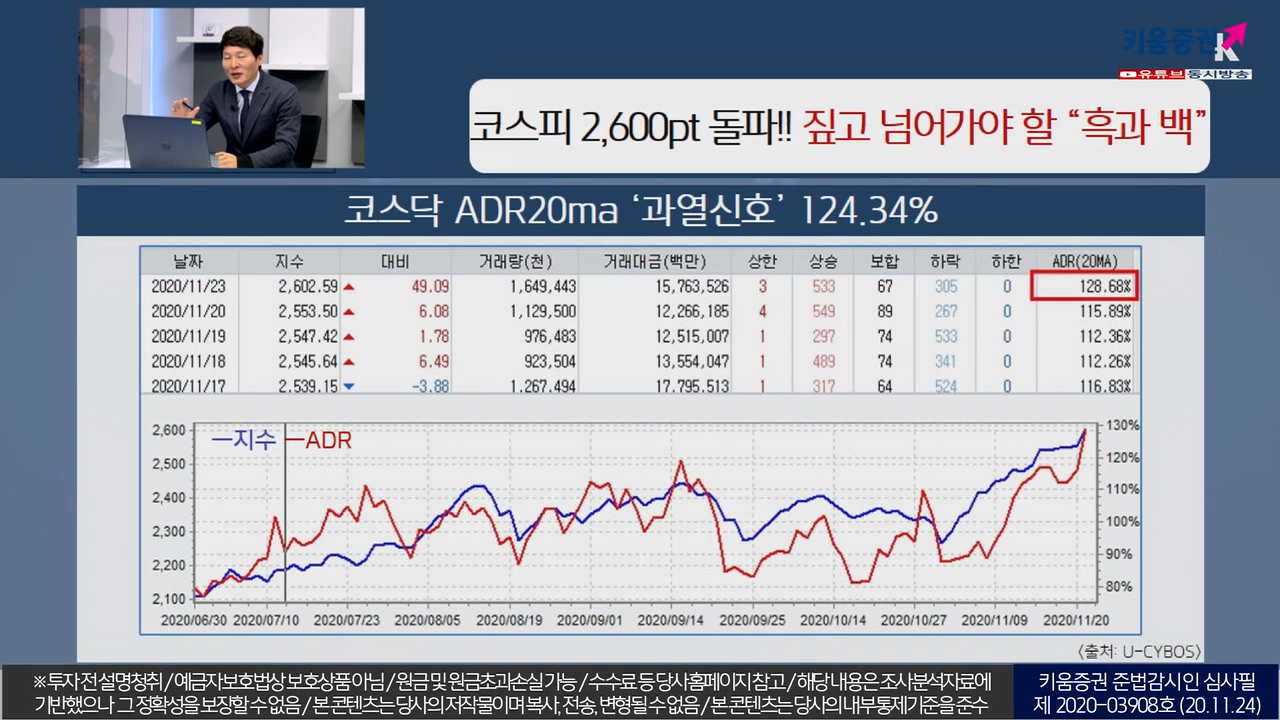 키움증권 K
유튜브 동시방송
코스피 2,600pt 돌파!! 짚고 넘어가야 할 “흑과 백”
코스닥 ADR20ma ‘과열신호’ 124.34%
날짜 지수 대비 거래량(천) 거래대금(백만) 상한 상승 보합 하락 하한 ADR(20MA)
2020/11/23 2,602.59 ▲ 49.09 1,649,443 15,763,526 3 533 67 305 0 128.68%
2020/11/20 2,553.50 ▲ 6.08 1,129,500 12,266,185 4 549 89 267 0 115.89%
2020/11/19 2,547.42 ▲ 1.78 976,483 12,515,007 1 297 74 533 0 112.36%
2020/11/18 2,545.64 ▲ 6.49 923,504 13,554,047 1 489 74 341 0 112.26%
2020/11/17 2,539.15 ▼ -3.88 1,267,494 17,795,513 1 317 64 524 0 116.83%
지수 ADR
2,600
2,500
2,400
2,300
2,200
2,100
130%
120%
110%
100%
90%
80%
2020/06/30 2020/07/10 2020/07/23 2020/08/05 2020/08/19 2020/09/01 2020/09/14 2020/09/25 2020/10/14 2020/10/27 2020/11/09 2020/11/20
〈출처: U-CYBOS〉
※ 투자 전 설명청취 / 예금자보호법상 보호상품 아님 / 원금 및 원금초과손실 가능 / 수수료 등 당사홈페이지 참고 / 해당 내용은 조사분석자료에
기반했으나 그 정확성을 보장할 수 없음 / 본 콘텐츠는 당사의 저작물이며 복사, 전송, 변형될 수 없음 / 본 콘텐츠는 당사의 내부통제기준을 준수
키움증권 준법감시인 심사필
제 2020-03908호 (20.11.24)